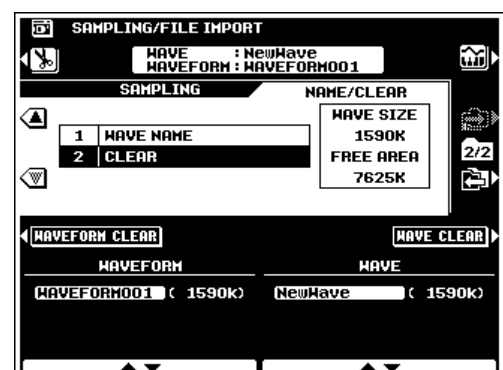 SAMPLING/FILE IMPORT
WAVE :NewWave
WAVEFORM:WAVEFORM001
SAMPLING NAME/CLEAR
WAVE SIZE
1 WAVE NAME 1590K
2 CLEAR FREE AREA
2/2
7625K
WAVEFORM CLEAR WAVE CLEAR
WAVEFORM WAVE
WAVEFORM001 ( 1590k) NewWave ( 1590k)